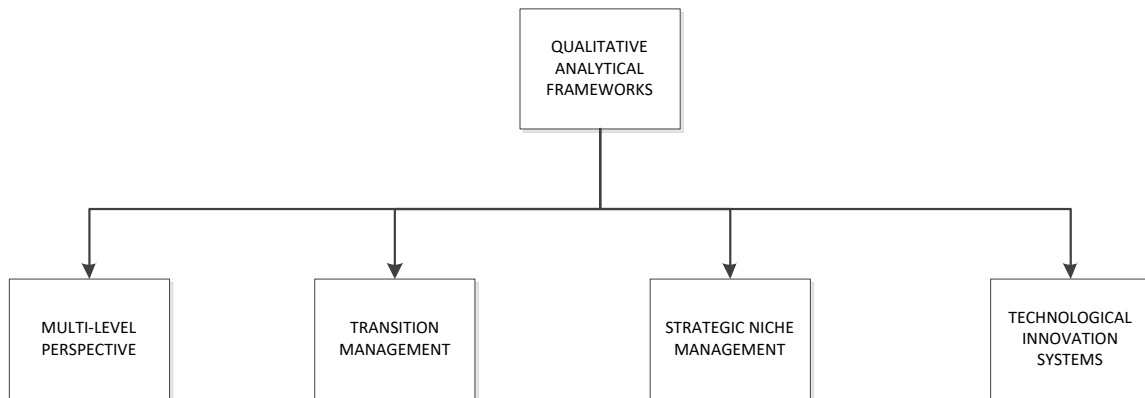 QUALITATIVE
ANALYTICAL
FRAMEWORKS
MULTI-LEVEL
PERSPECTIVE
TRANSITION
MANAGEMENT
STRATEGIC NICHE
MANAGEMENT
TECHNOLOGICAL
INNOVATION
SYSTEMS